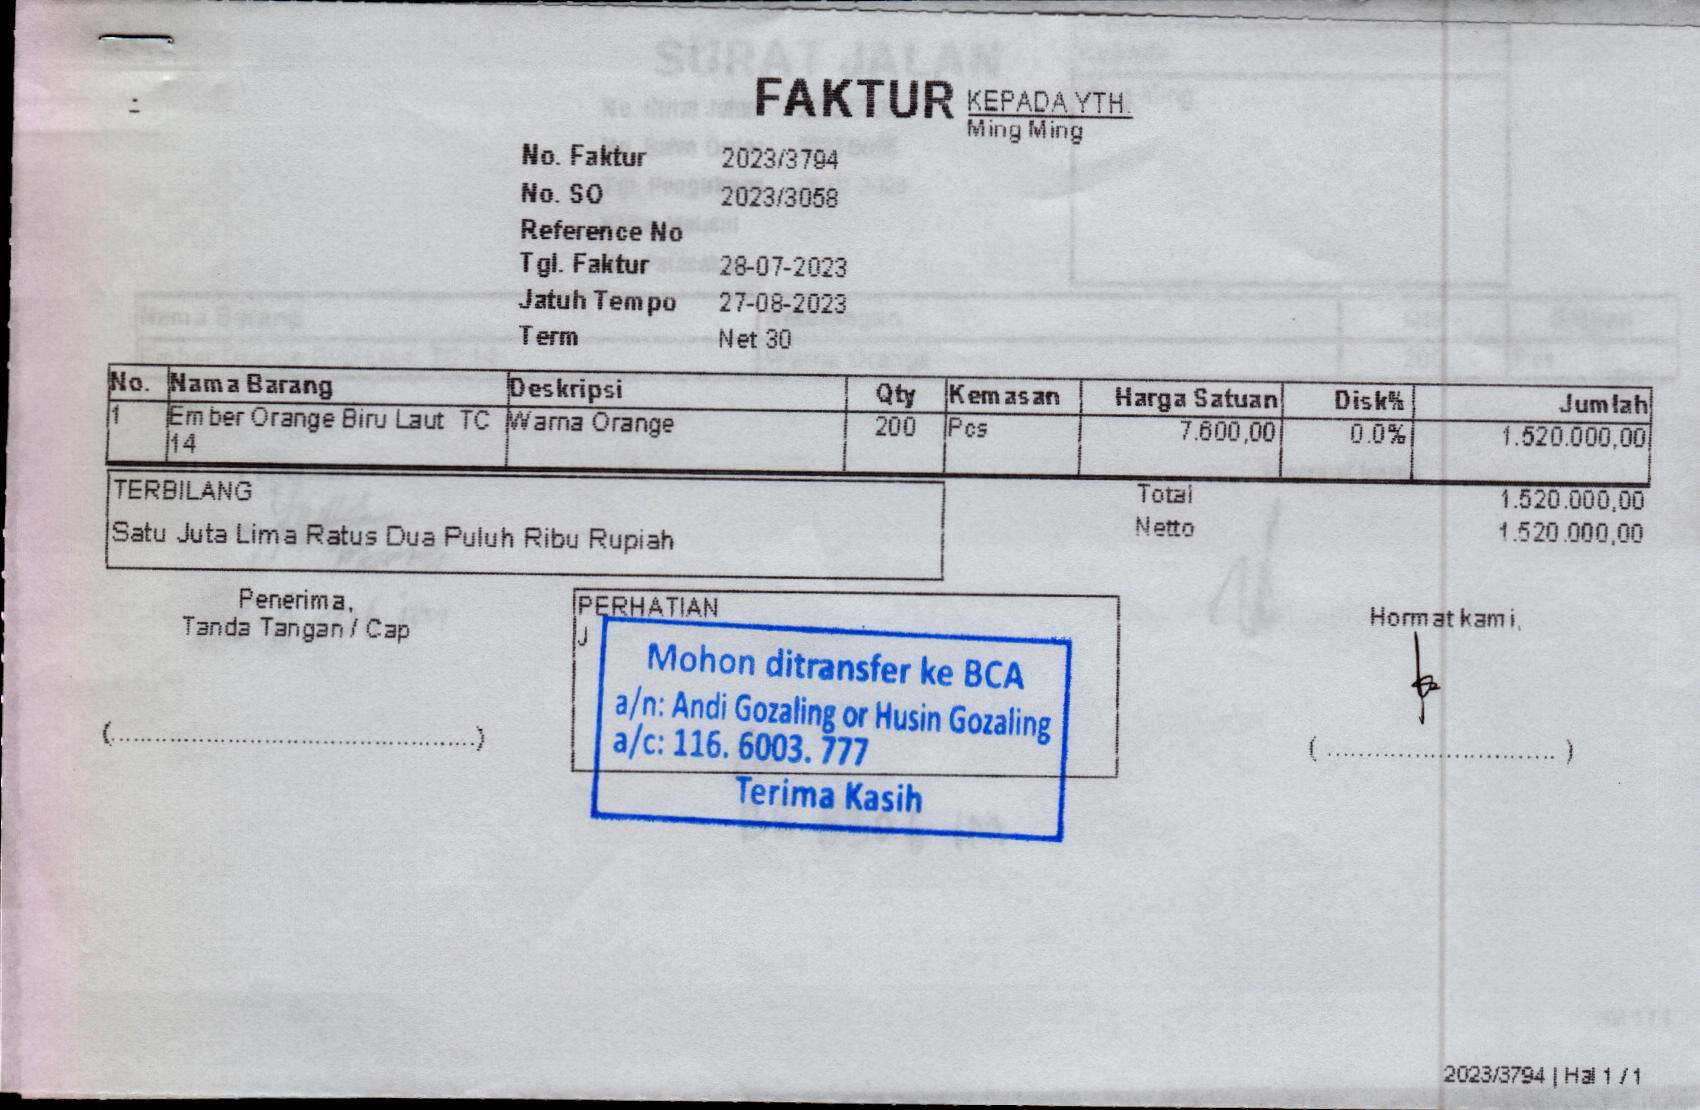 FAKTUR
KEPADA YTH.
Ming Ming
No. Faktur 2023/3794
No. SO 2023/3058
Reference No
Tgl. Faktur 28-07-2023
Jatuh Tempo 27-08-2023
Term Net 30
No. Nama Barang Deskripsi Qty Kemasan Harga Satuan Disk% Jumlah
1 Ember Orange Biru Laut TC Warna Orange 200 Pcs 7.600,00 0.0% 1.520.000,00
14
TERBILANG
Satu Juta Lima Ratus Dua Puluh Ribu Rupiah
Total 1.520.000,00
Netto 1.520.000,00
Penerima,
Tanda Tangan / Cap
(...............................................)
PERHATIAN
J
Mohon ditransfer ke BCA
a/n: Andi Gozaling or Husin Gozaling
a/c: 116. 6003. 777
Terima Kasih
Hormat kami,
( .............................. )
2023/3794 | Hal 1 / 1